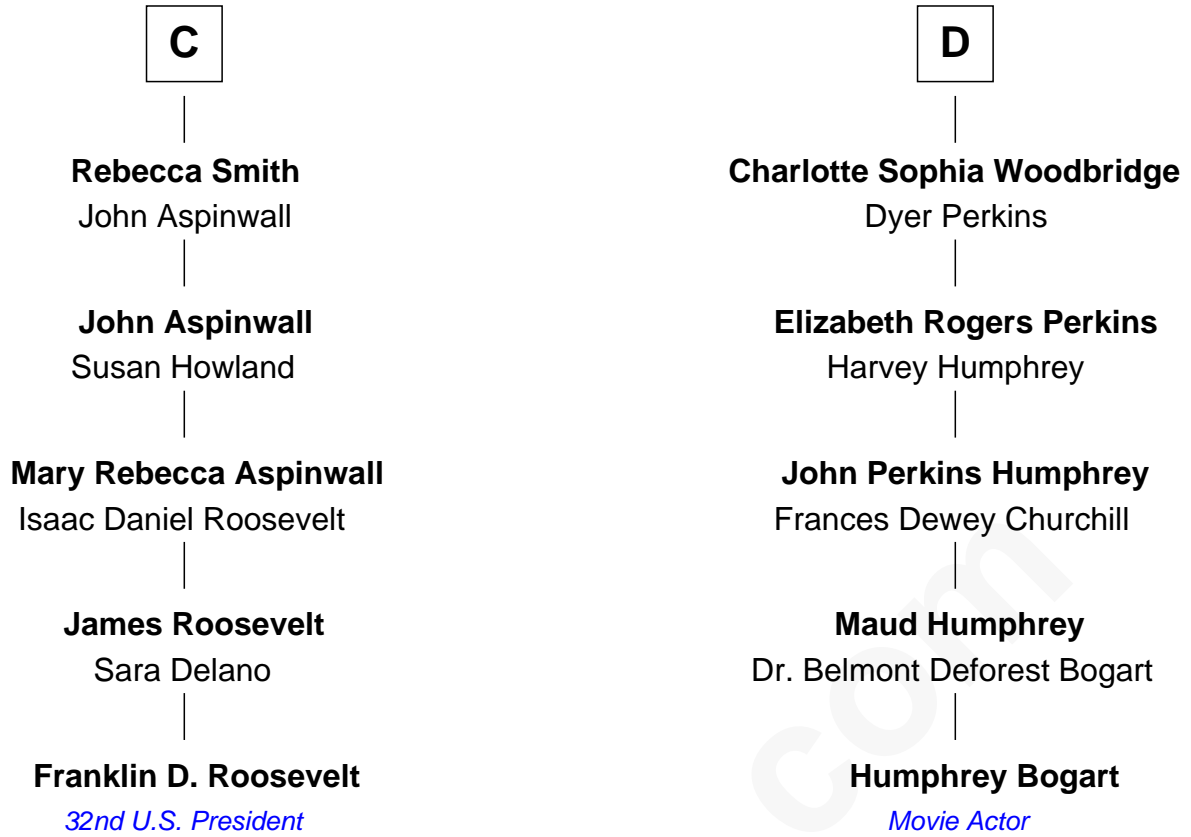 C
Rebecca Smith
John Aspinwall
John Aspinwall
Susan Howland
Mary Rebecca Aspinwall
Isaac Daniel Roosevelt
James Roosevelt
Sara Delano
Franklin D. Roosevelt
32nd U.S. President
D
Charlotte Sophia Woodbridge
Dyer Perkins
Elizabeth Rogers Perkins
Harvey Humphrey
John Perkins Humphrey
Frances Dewey Churchill
Maud Humphrey
Dr. Belmont Deforest Bogart
Humphrey Bogart
Movie Actor
com